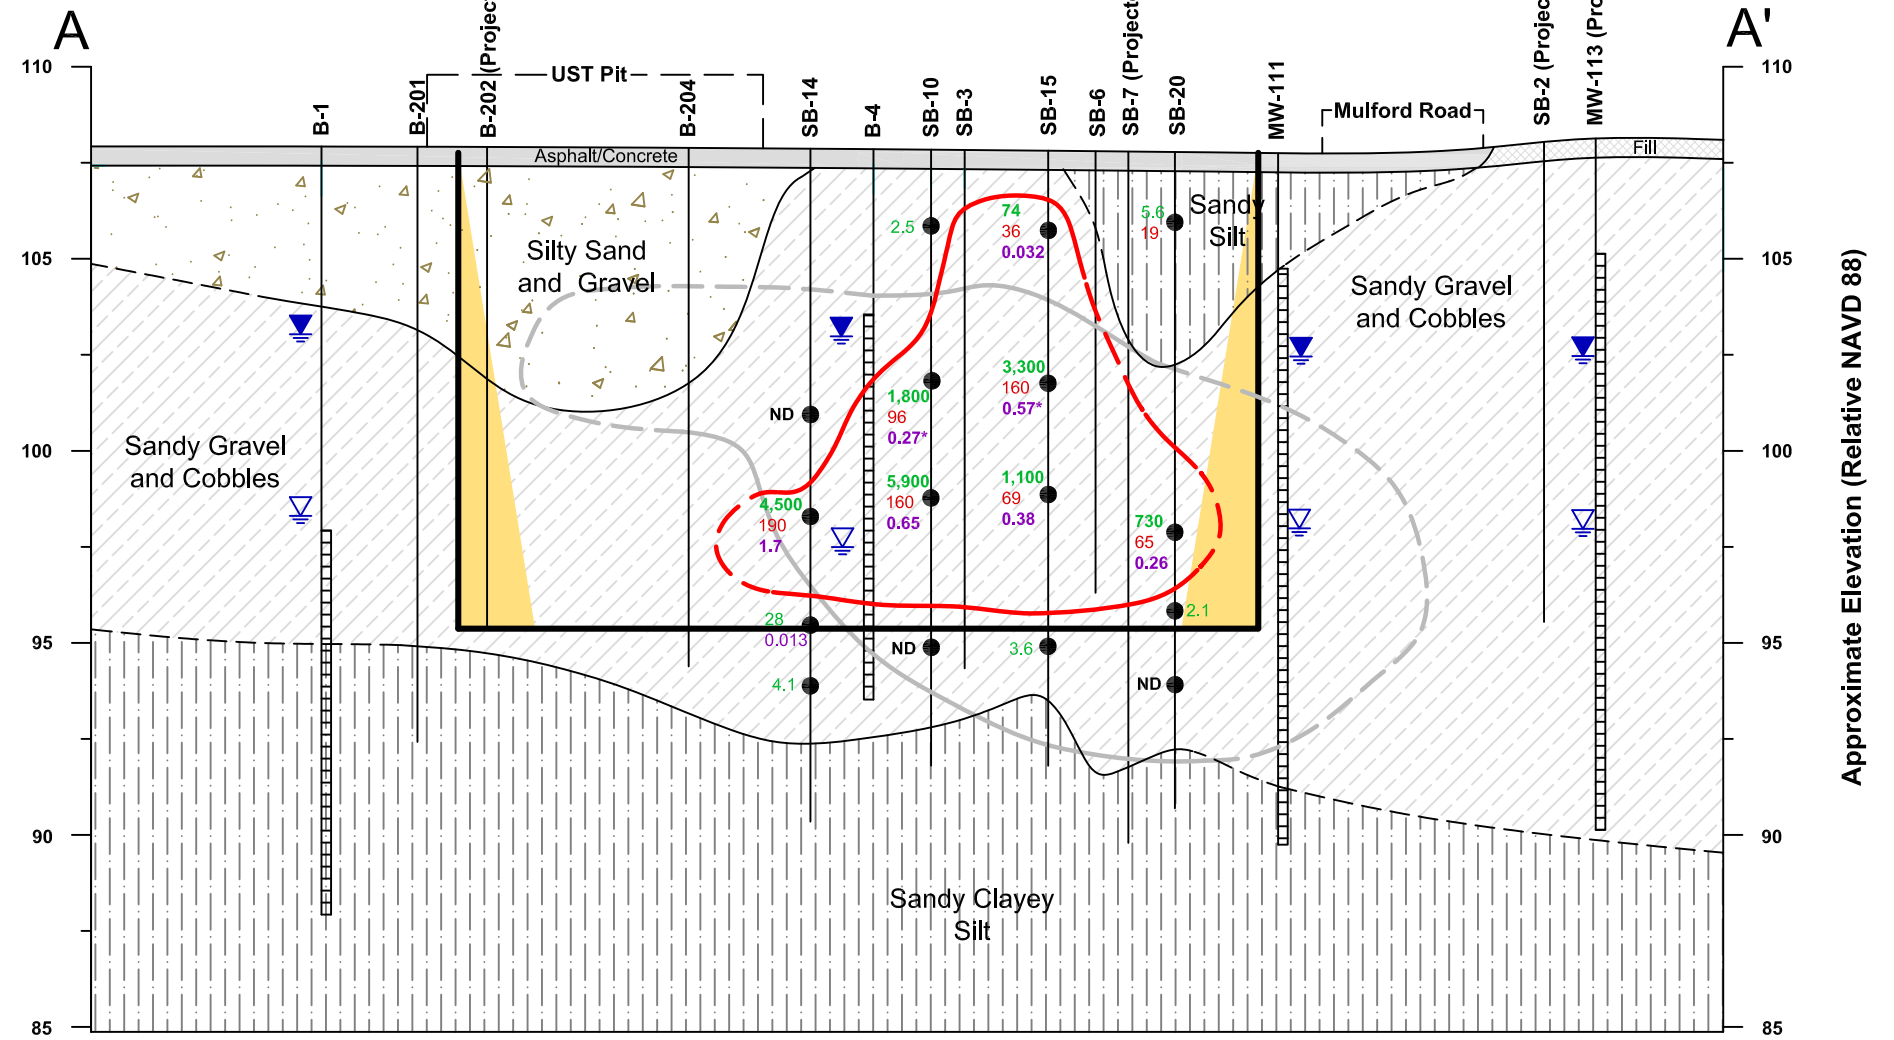 A
A'
110
105
100
95
90
85
B-1
B-201
B-202 (Project
UST Pit
B-204
SB-14
B-4
SB-10
SB-3
SB-15
SB-6
SB-7 (Project
SB-20
MW-111
Mulford Road
SB-2 (Projec
MW-113 (Pro
110
105
100
95
90
85
Approximate Elevation (Relative NAVD 88)
Asphalt/Concrete
Fill
Silty Sand
and Gravel
Sandy
Silt
Sandy Gravel
and Cobbles
Sandy Gravel
and Cobbles
Sandy Clayey
Silt
ND
4,500
190
1.7
28
0.013
4.1
2.5
1,800
96
0.27*
5,900
160
0.65
ND
74
36
0.032
3,300
160
0.57*
1,100
69
0.38
3.6
5.6
19
730
65
0.26
2.1
ND